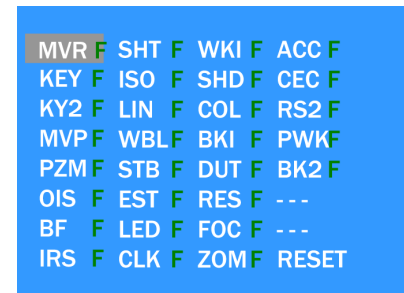 MVR F SHT F WKI F ACC F
KEY F ISO F SHD F CEC F
KY2 F LIN F COL F RS2 F
MVP F WBL F BKI F PWK F
PZM F STB F DUT F BK2 F
OIS F EST F RES F ---
BF F LED F FOC F ---
IRS F CLK F ZOM F RESET